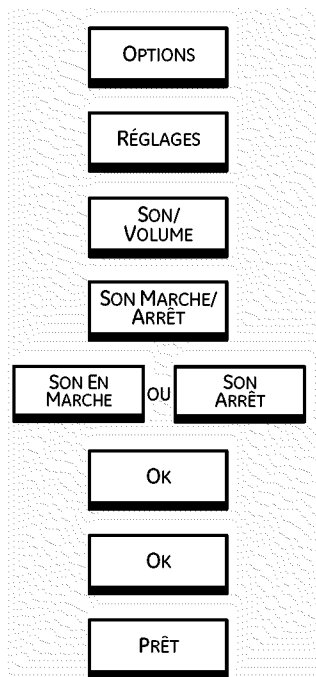 OPTIONS
RÉGLAGES
SON/
VOLUME
SON MARCHE/
ARRÊT
SON EN
MARCHE
OU
SON
ARRÊT
OK
OK
PRÊT